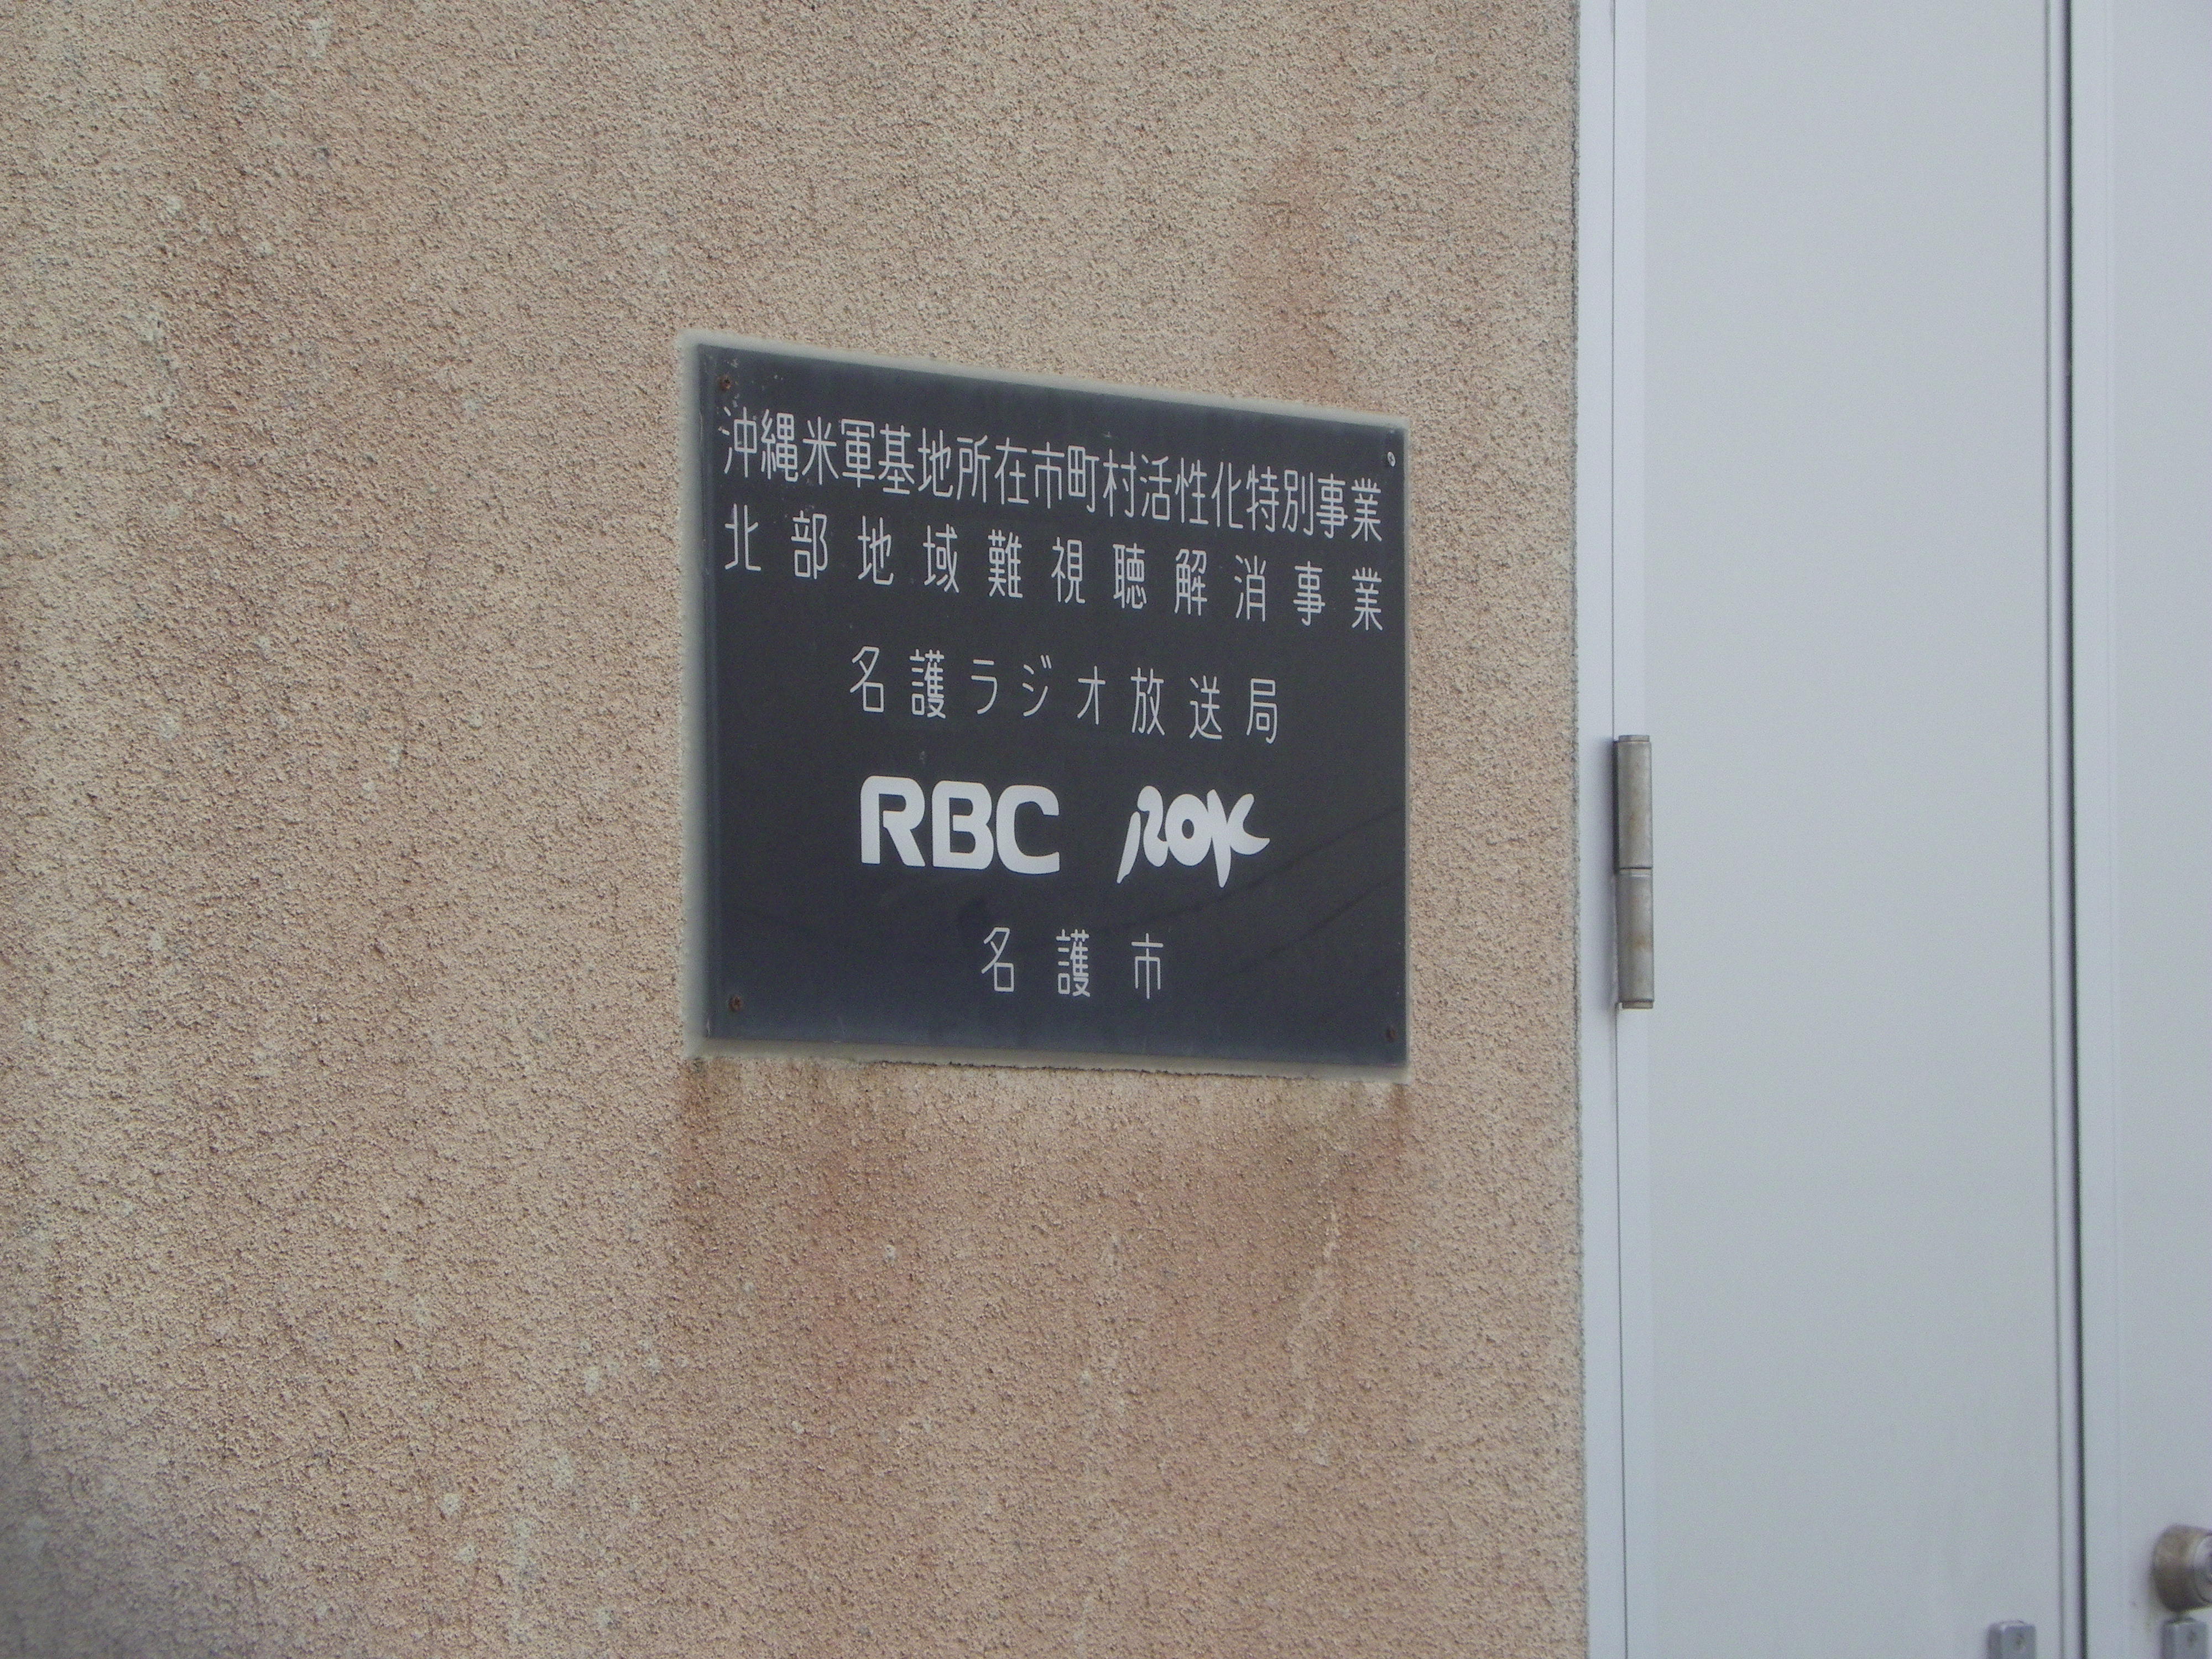 沖縄米軍基地所在市町村活性化特別事業
北部地域難視聴解消事業
名護ラジオ放送局
RBC ROK
名護市